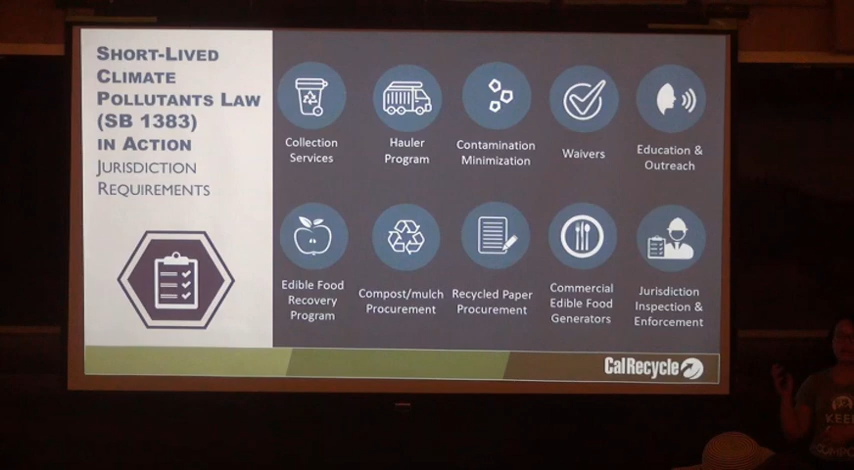 SHORT-LIVED
CLIMATE
POLLUTANTS LAW
(SB 1383)
IN ACTION
JURISDICTION
REQUIREMENTS
Collection
Services
Hauler
Program
Contamination
Minimization
Waivers
Education &
Outreach
Edible Food
Recovery
Program
Compost/mulch
Procurement
Recycled Paper
Procurement
Commercial
Edible Food
Generators
Jurisdiction
Inspection &
Enforcement
CalRecycle
KEEP